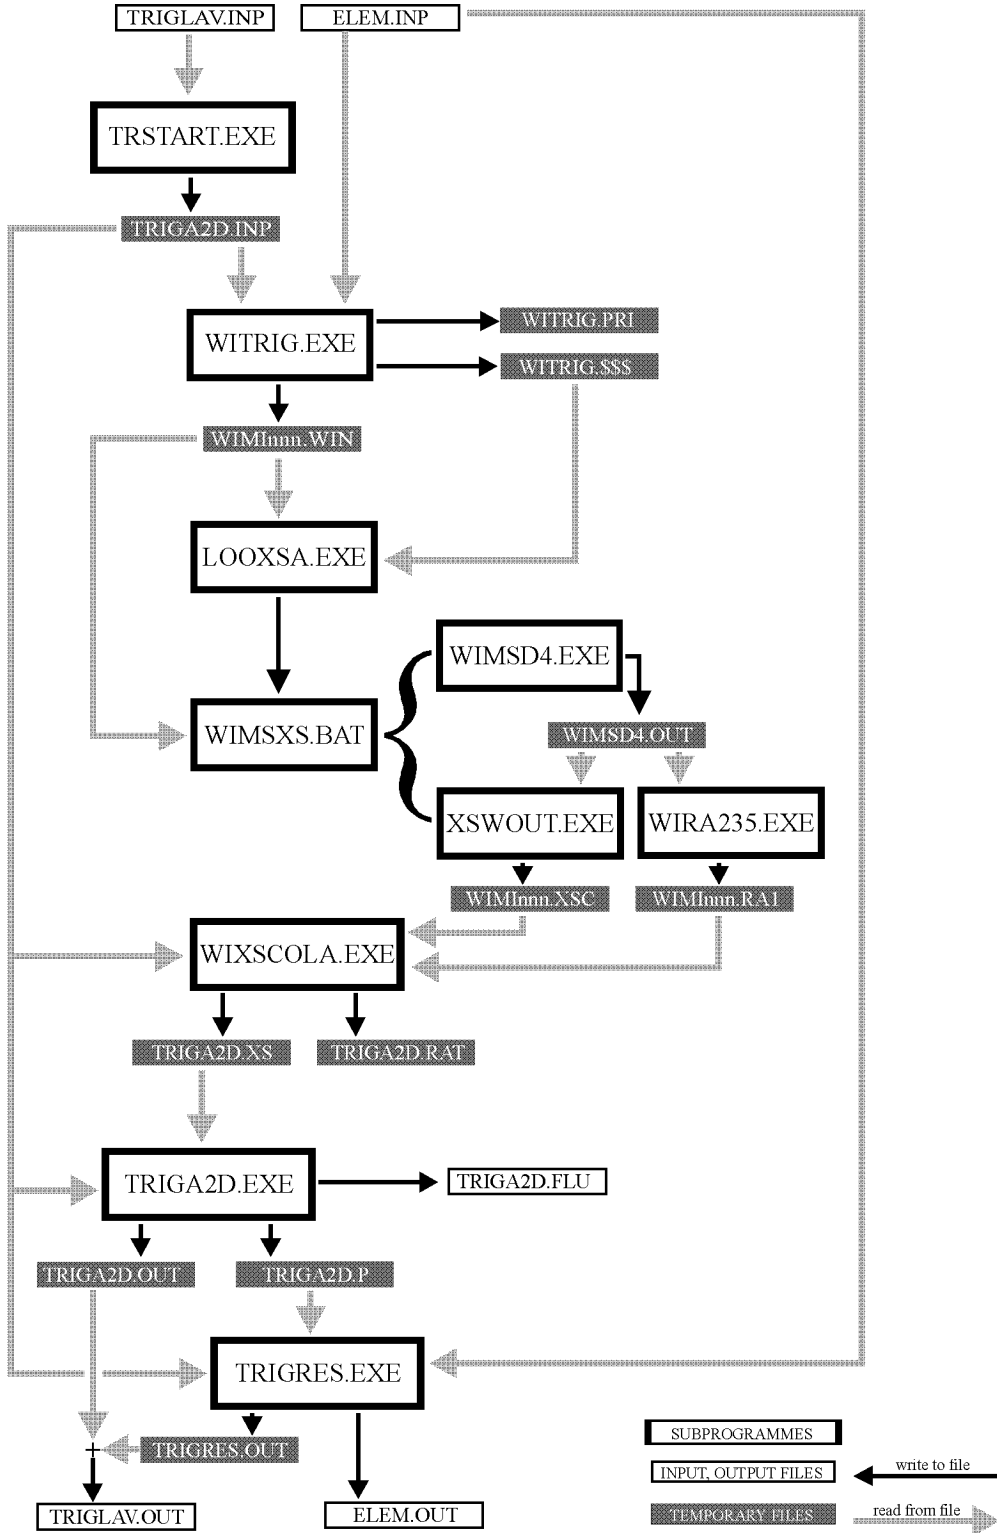 TRIGLAV.INP
ELEM.INP
TRSTART.EXE
TRIGA2D.INP
WITRIG.EXE
WITRIG.PRI
WITRIG.$$$
WIMInnn.WIN
LOOXSA.EXE
WIMSD4.EXE
WIMSXS.BAT
WIMSD4.OUT
XSWOUT.EXE
WIRA235.EXE
WIMInnn.XSC
WIMInnn.RA1
WIXSCOLA.EXE
TRIGA2D.XS
TRIGA2D.RAT
TRIGA2D.EXE
TRIGA2D.FLU
TRIGA2D.OUT
TRIGA2D.P
TRIGRES.EXE
+
TRIGRES.OUT
TRIGLAV.OUT
ELEM.OUT
SUBPROGRAMMES
INPUT, OUTPUT FILES
write to file
TEMPORARY FILES
read from file